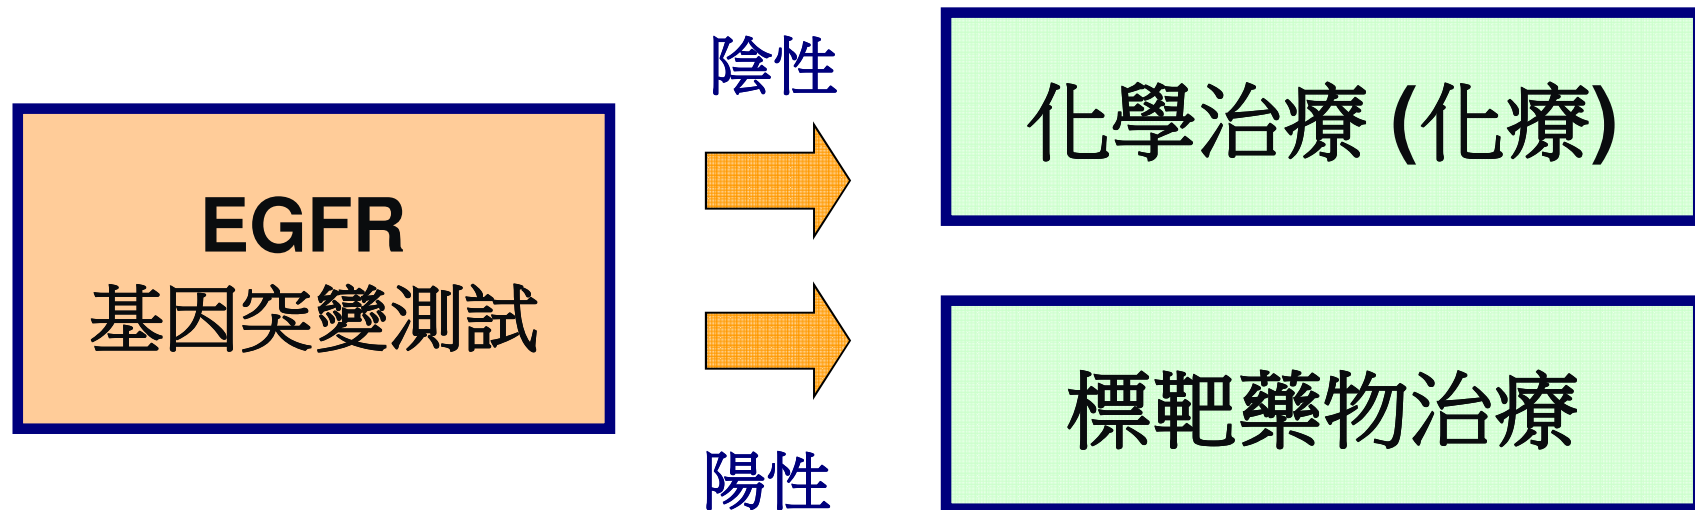 EGFR
基因突變測試
陰性
化學治療 (化療)
陽性
標靶藥物治療